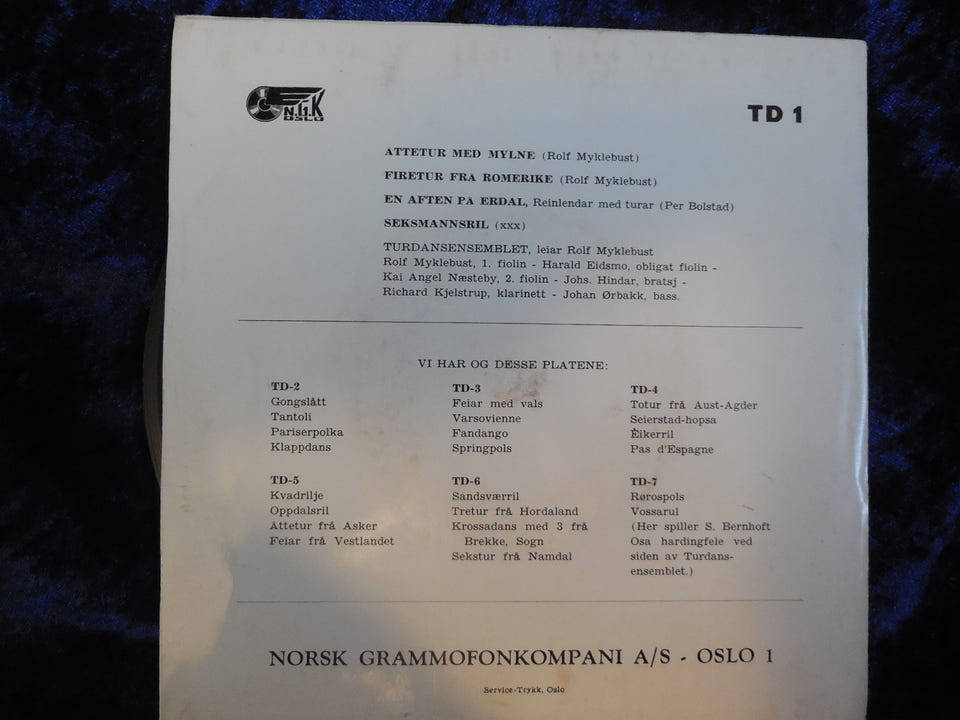 N.G.K
OSLO
TD 1
ATTETUR MED MYLNE (Rolf Myklebust)
FIRETUR FRA ROMERIKE (Rolf Myklebust)
EN AFTEN PA ERDAL, Reinlendar med turar (Per Bolstad)
SEKSMANNSRIL (xxx)
TURDANSENSEMBLET, leiar Rolf Myklebust
Rolf Myklebust, 1. fiolin - Harald Eidsmo, obligat fiolin -
Kai Angel Næsteby, 2. fiolin - Johs. Hindar, bratsj -
Richard Kjelstrup, klarinett - Johan Ørbakk, bass.
VI HAR OG DESSE PLATENE:
TD-2
Gongslått
Tantoli
Pariserpolka
Klappdans
TD-3
Feiar med vals
Varsovienne
Fandango
Springpols
TD-4
Totur frå Aust-Agder
Seierstad-hopsa
Eikerril
Pas d'Espagne
TD-5
Kvadrilje
Oppdalsril
Attetur frå Asker
Feiar frå Vestlandet
TD-6
Sandsværril
Tretur frå Hordaland
Krossadans med 3 frå
Brekke, Sogn
Sekstur frå Namdal
TD-7
Rørospols
Vossarul
(Her spiller S. Bernhoft
Osa hardingfele ved
siden av Turdans-
ensemblet.)
NORSK GRAMMOFONKOMPANI A/S - OSLO 1
Service-Trykk, Oslo